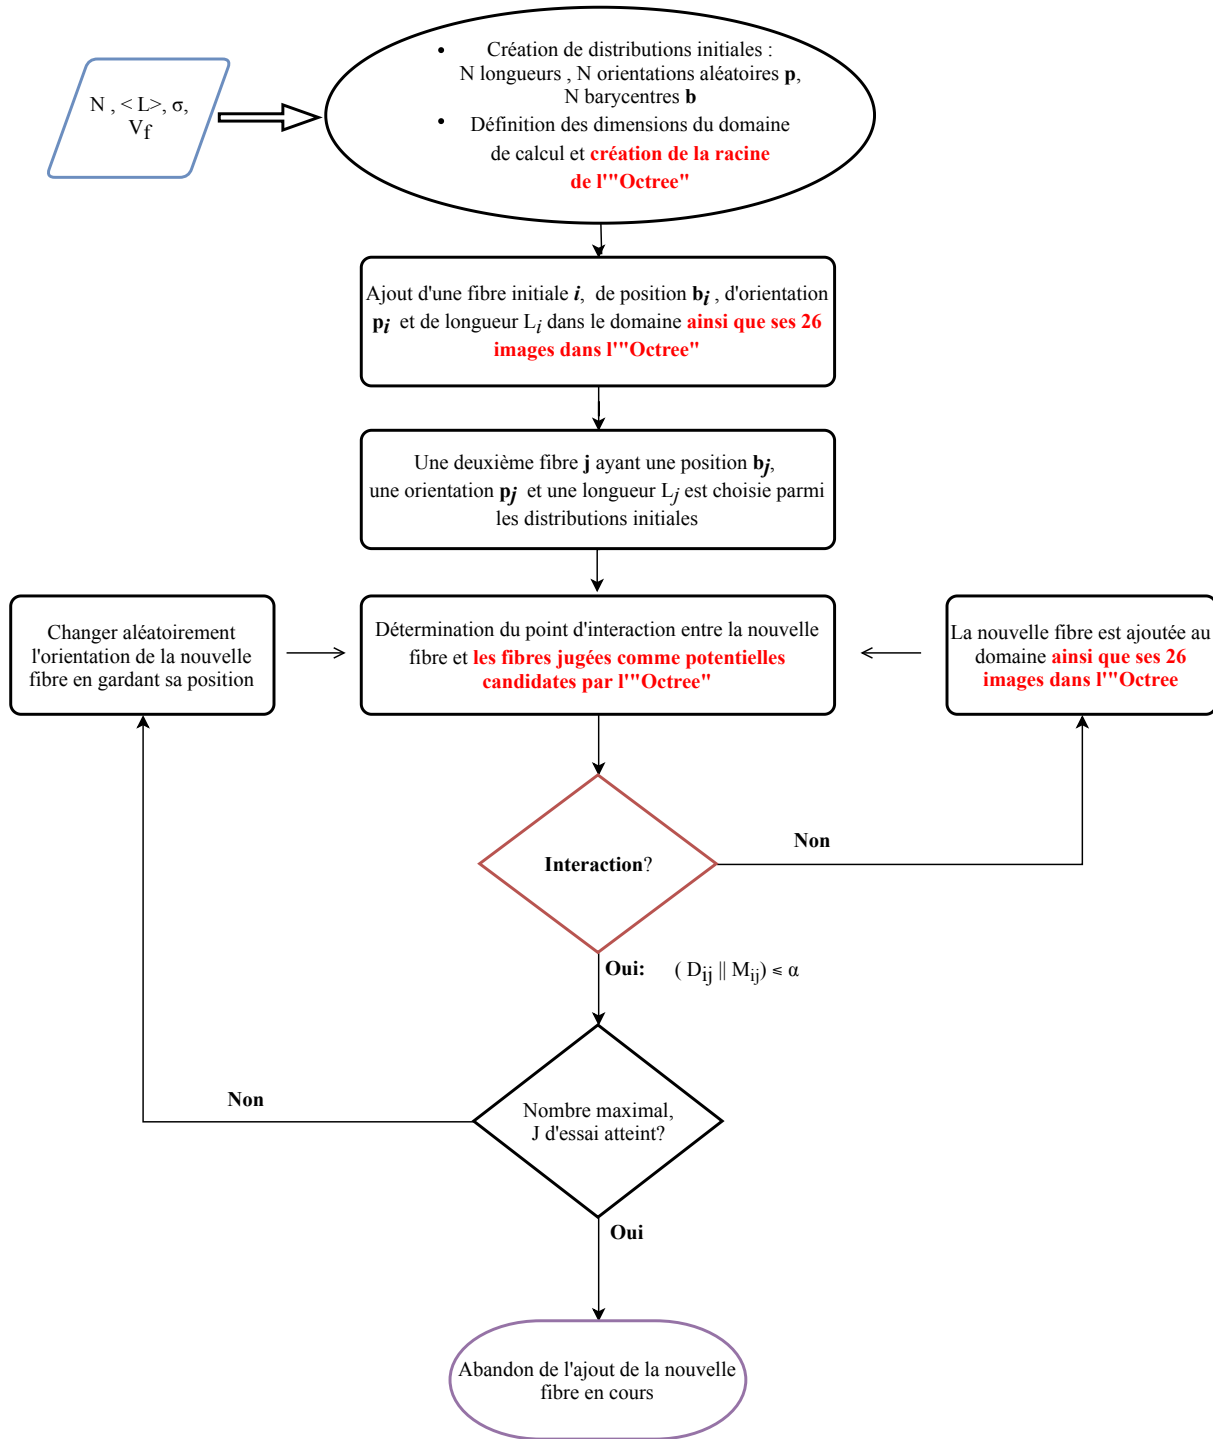 N , < L>, σ,
Vf
• Création de distributions initiales :
N longueurs , N orientations aléatoires p,
N barycentres b
• Définition des dimensions du domaine
de calcul et création de la racine
de l'"Octree"
Ajout d'une fibre initiale i, de position bi , d'orientation
pi et de longueur Li dans le domaine ainsi que ses 26
images dans l'"Octree"
Une deuxième fibre j ayant une position bj,
une orientation pj et une longueur Lj est choisie parmi
les distributions initiales
Changer aléatoirement
l'orientation de la nouvelle
fibre en gardant sa position
Détermination du point d'interaction entre la nouvelle
fibre et les fibres jugées comme potentielles
candidates par l'"Octree"
La nouvelle fibre est ajoutée au
domaine ainsi que ses 26
images dans l'"Octree
Interaction?
Non
Oui: ( Dij || Mij) ≤ α
Non
Nombre maximal,
J d'essai atteint?
Oui
Abandon de l'ajout de la nouvelle
fibre en cours